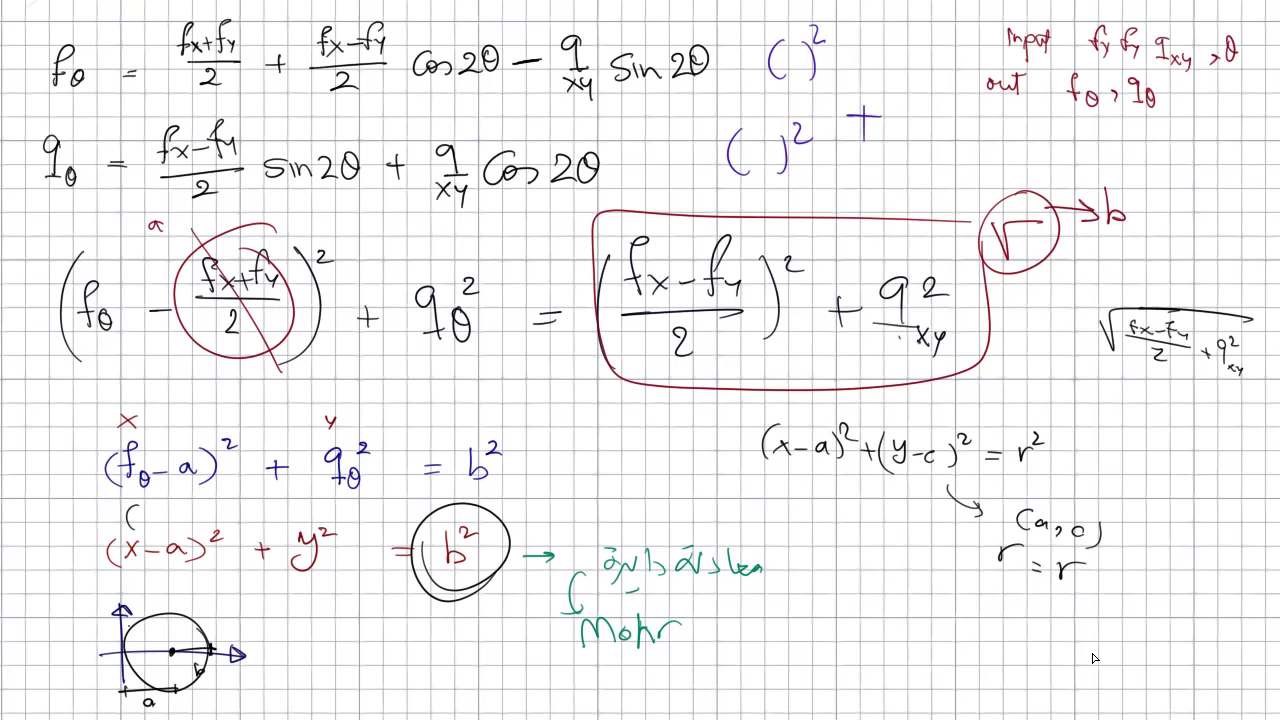 fθ = (fx+fy)/2 + (fx-fy)/2 Cos2θ - qxy Sin2θ ( )²
input fx fy qxy, θ
out fθ, qθ
qθ = (fx-fy)/2 sin2θ + qxy Cos2θ ( )² +
a
√ → b
(fθ - (fx+fy)/2)² + qθ² = ((fx-fy)/2)² + q²xy
√((fx-fy)/2 + q²xy)
x y
(fθ-a)² + qθ² = b²
(x-a)² + (y-c)² = r²
(a, c)
r = r
(
(x-a)² + y² = b² →
Mohr
b
a